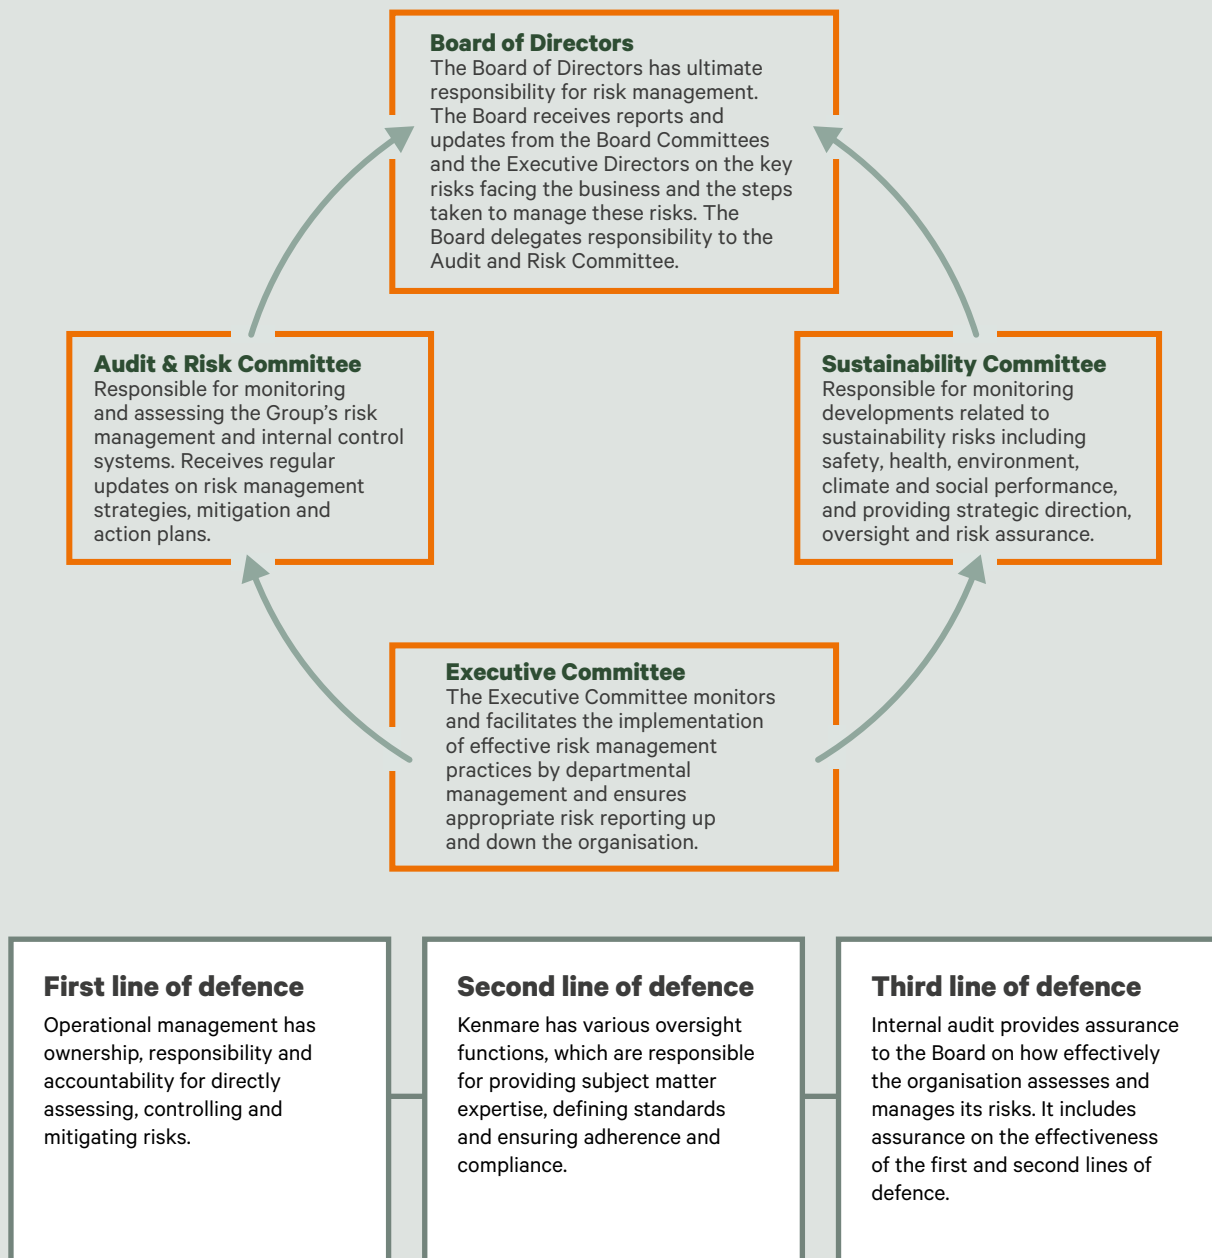 Board of Directors
The Board of Directors has ultimate
responsibility for risk management.
The Board receives reports and
updates from the Board Committees
and the Executive Directors on the key
risks facing the business and the steps
taken to manage these risks. The
Board delegates responsibility to the
Audit and Risk Committee.
Audit & Risk Committee
Responsible for monitoring
and assessing the Group’s risk
management and internal control
systems. Receives regular
updates on risk management
strategies, mitigation and
action plans.
Sustainability Committee
Responsible for monitoring
developments related to
sustainability risks including
safety, health, environment,
climate and social performance,
and providing strategic direction,
oversight and risk assurance.
Executive Committee
The Executive Committee monitors
and facilitates the implementation
of effective risk management
practices by departmental
management and ensures
appropriate risk reporting up
and down the organisation.
First line of defence
Operational management has
ownership, responsibility and
accountability for directly
assessing, controlling and
mitigating risks.
Second line of defence
Kenmare has various oversight
functions, which are responsible
for providing subject matter
expertise, defining standards
and ensuring adherence and
compliance.
Third line of defence
Internal audit provides assurance
to the Board on how effectively
the organisation assesses and
manages its risks. It includes
assurance on the effectiveness
of the first and second lines of
defence.